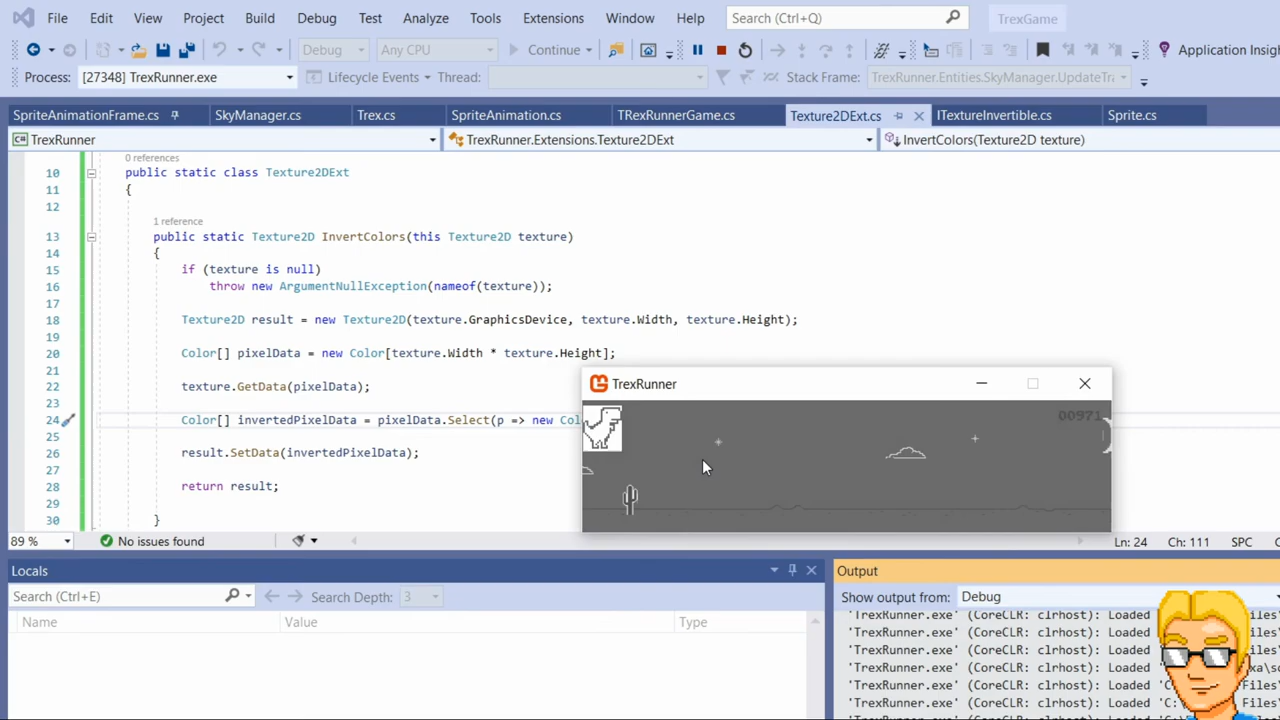 File Edit View Project Build Debug Test Analyze Tools Extensions Window Help Search (Ctrl+Q) TrexGame
Debug Any CPU Continue Application Insig
Process: [27348] TrexRunner.exe Lifecycle Events Thread: Stack Frame: TrexRunner.Entities.SkyManager.UpdateTra
SpriteAnimationFrame.cs SkyManager.cs Trex.cs SpriteAnimation.cs TRexRunnerGame.cs Texture2DExt.cs ITextureInvertible.cs Sprite.cs
TrexRunner TrexRunner.Extensions.Texture2DExt InvertColors(Texture2D texture)
0 references
10 public static class Texture2DExt
11 {
12
1 reference
13 public static Texture2D InvertColors(this Texture2D texture)
14 {
15 if (texture is null)
16 throw new ArgumentNullException(nameof(texture));
17
18 Texture2D result = new Texture2D(texture.GraphicsDevice, texture.Width, texture.Height);
19
20 Color[] pixelData = new Color[texture.Width * texture.Height];
21
22 texture.GetData(pixelData);
23
24 Color[] invertedPixelData = pixelData.Select(p => new Col
25
26 result.SetData(invertedPixelData);
27
28 return result;
29
30 }
TrexRunner
00971
89 % No issues found Ln: 24 Ch: 111 SPC
Locals
Search (Ctrl+E) Search Depth: 3
Name Value Type
Output
Show output from: Debug
'TrexRunner.exe' (CoreCLR: clrhost): Loaded
'TrexRunner.exe' (CoreCLR: clrhost): Loaded iles
'TrexRunner.exe' (CoreCLR: clrhost): Loaded iles
'TrexRunner.exe' (CoreCLR: clrhost): Loaded
'TrexRunner.exe' (CoreCLR: clrhost): Loaded 'C: Files
'TrexRunner.exe' (CoreCLR: clrhost): Loaded